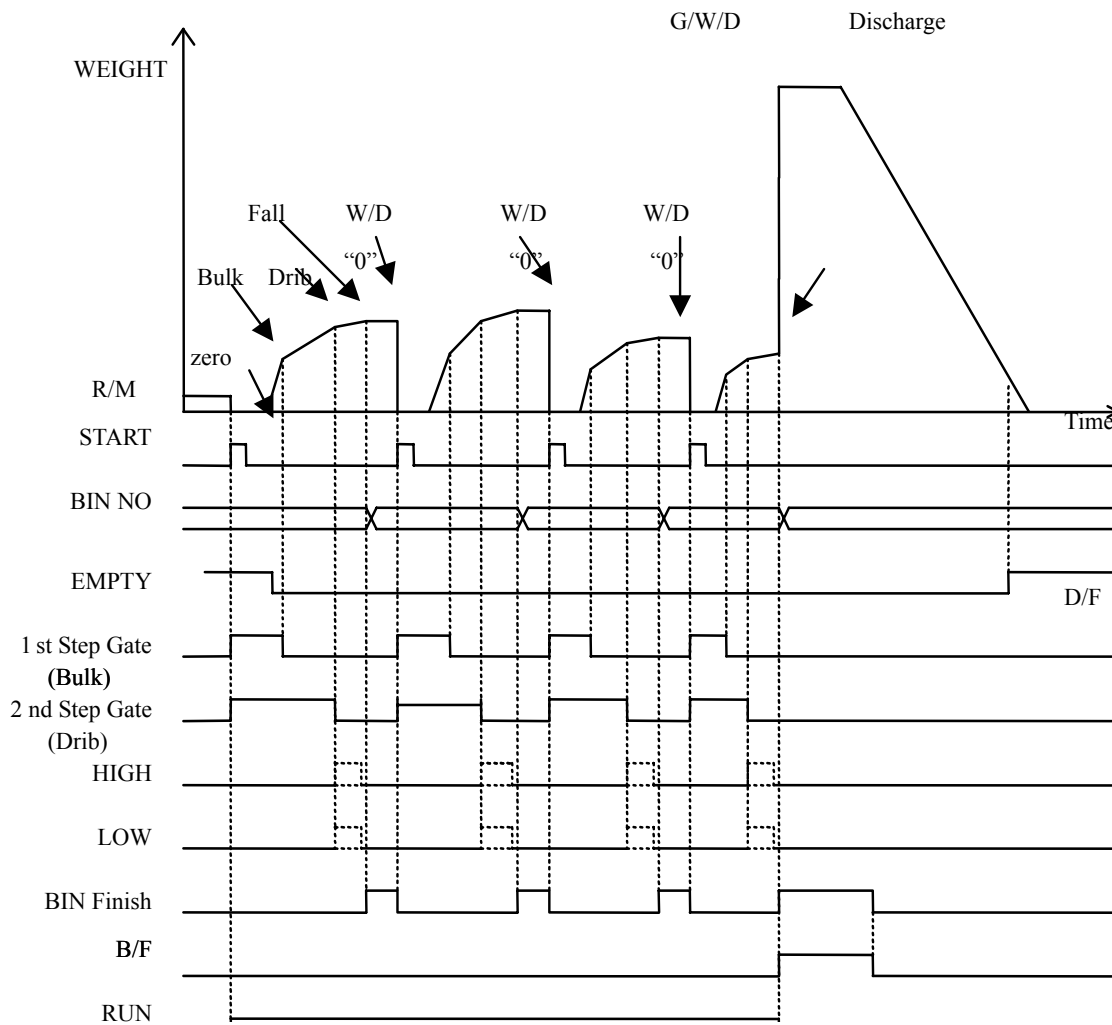 G/W/D Discharge
WEIGHT
Fall W/D W/D W/D
“0” “0” “0”
Bulk Drib
zero
R/M
Time
START
BIN NO
EMPTY
D/F
1 st Step Gate
(Bulk)
2 nd Step Gate
(Drib)
HIGH
LOW
BIN Finish
B/F
RUN